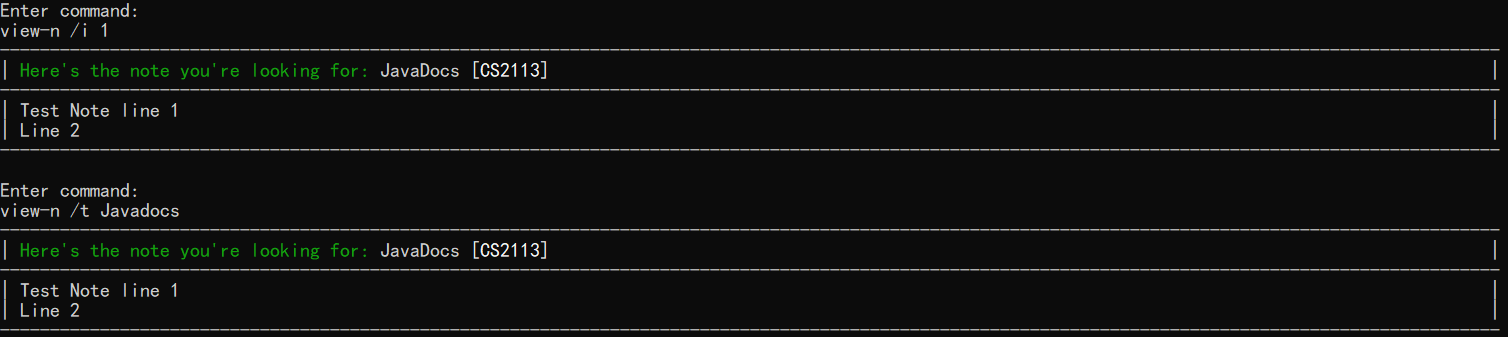 Enter command:
view-n /i 1
| Here's the note you're looking for: JavaDocs [CS2113] |
| Test Note line 1 |
| Line 2 |
Enter command:
view-n /t Javadocs
| Here's the note you're looking for: JavaDocs [CS2113] |
| Test Note line 1 |
| Line 2 |